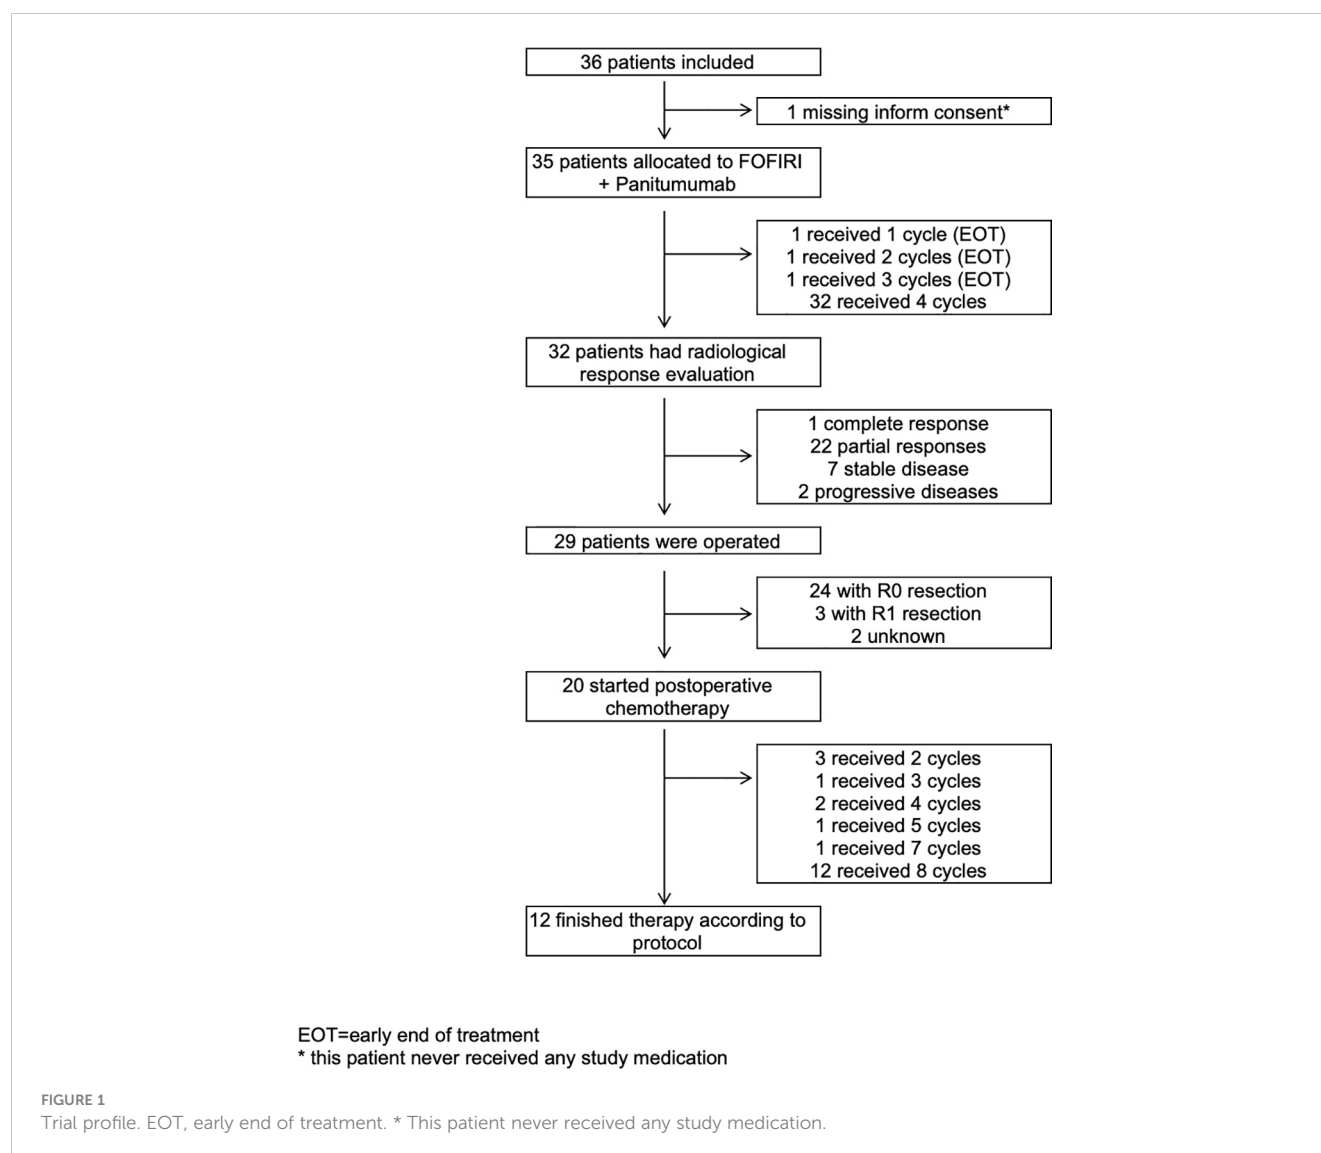 36 patients included
1 missing inform consent*
35 patients allocated to FOFIRI
+ Panitumumab
1 received 1 cycle (EOT)
1 received 2 cycles (EOT)
1 received 3 cycles (EOT)
32 received 4 cycles
32 patients had radiological
response evaluation
1 complete response
22 partial responses
7 stable disease
2 progressive diseases
29 patients were operated
24 with R0 resection
3 with R1 resection
2 unknown
20 started postoperative
chemotherapy
3 received 2 cycles
1 received 3 cycles
2 received 4 cycles
1 received 5 cycles
1 received 7 cycles
12 received 8 cycles
12 finished therapy according to
protocol
EOT=early end of treatment
* this patient never received any study medication
FIGURE 1
Trial profile. EOT, early end of treatment. * This patient never received any study medication.